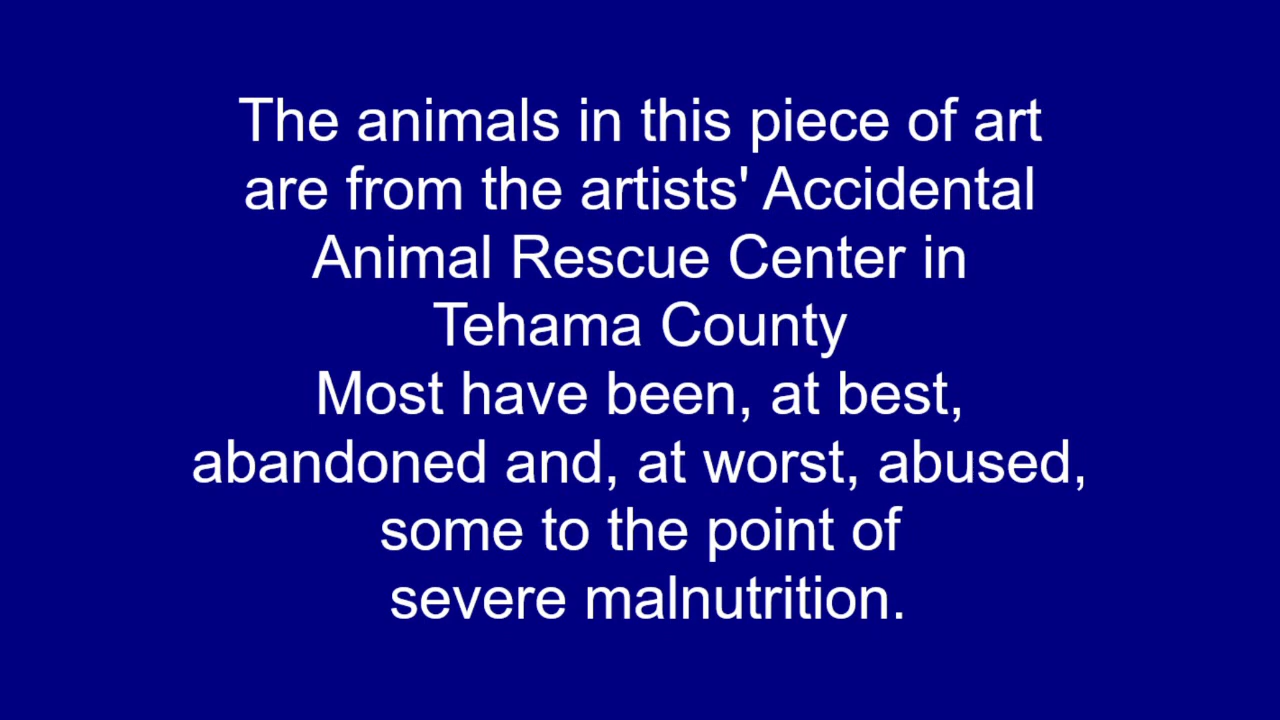 The animals in this piece of art
are from the artists' Accidental
Animal Rescue Center in
Tehama County
Most have been, at best,
abandoned and, at worst, abused,
some to the point of
severe malnutrition.